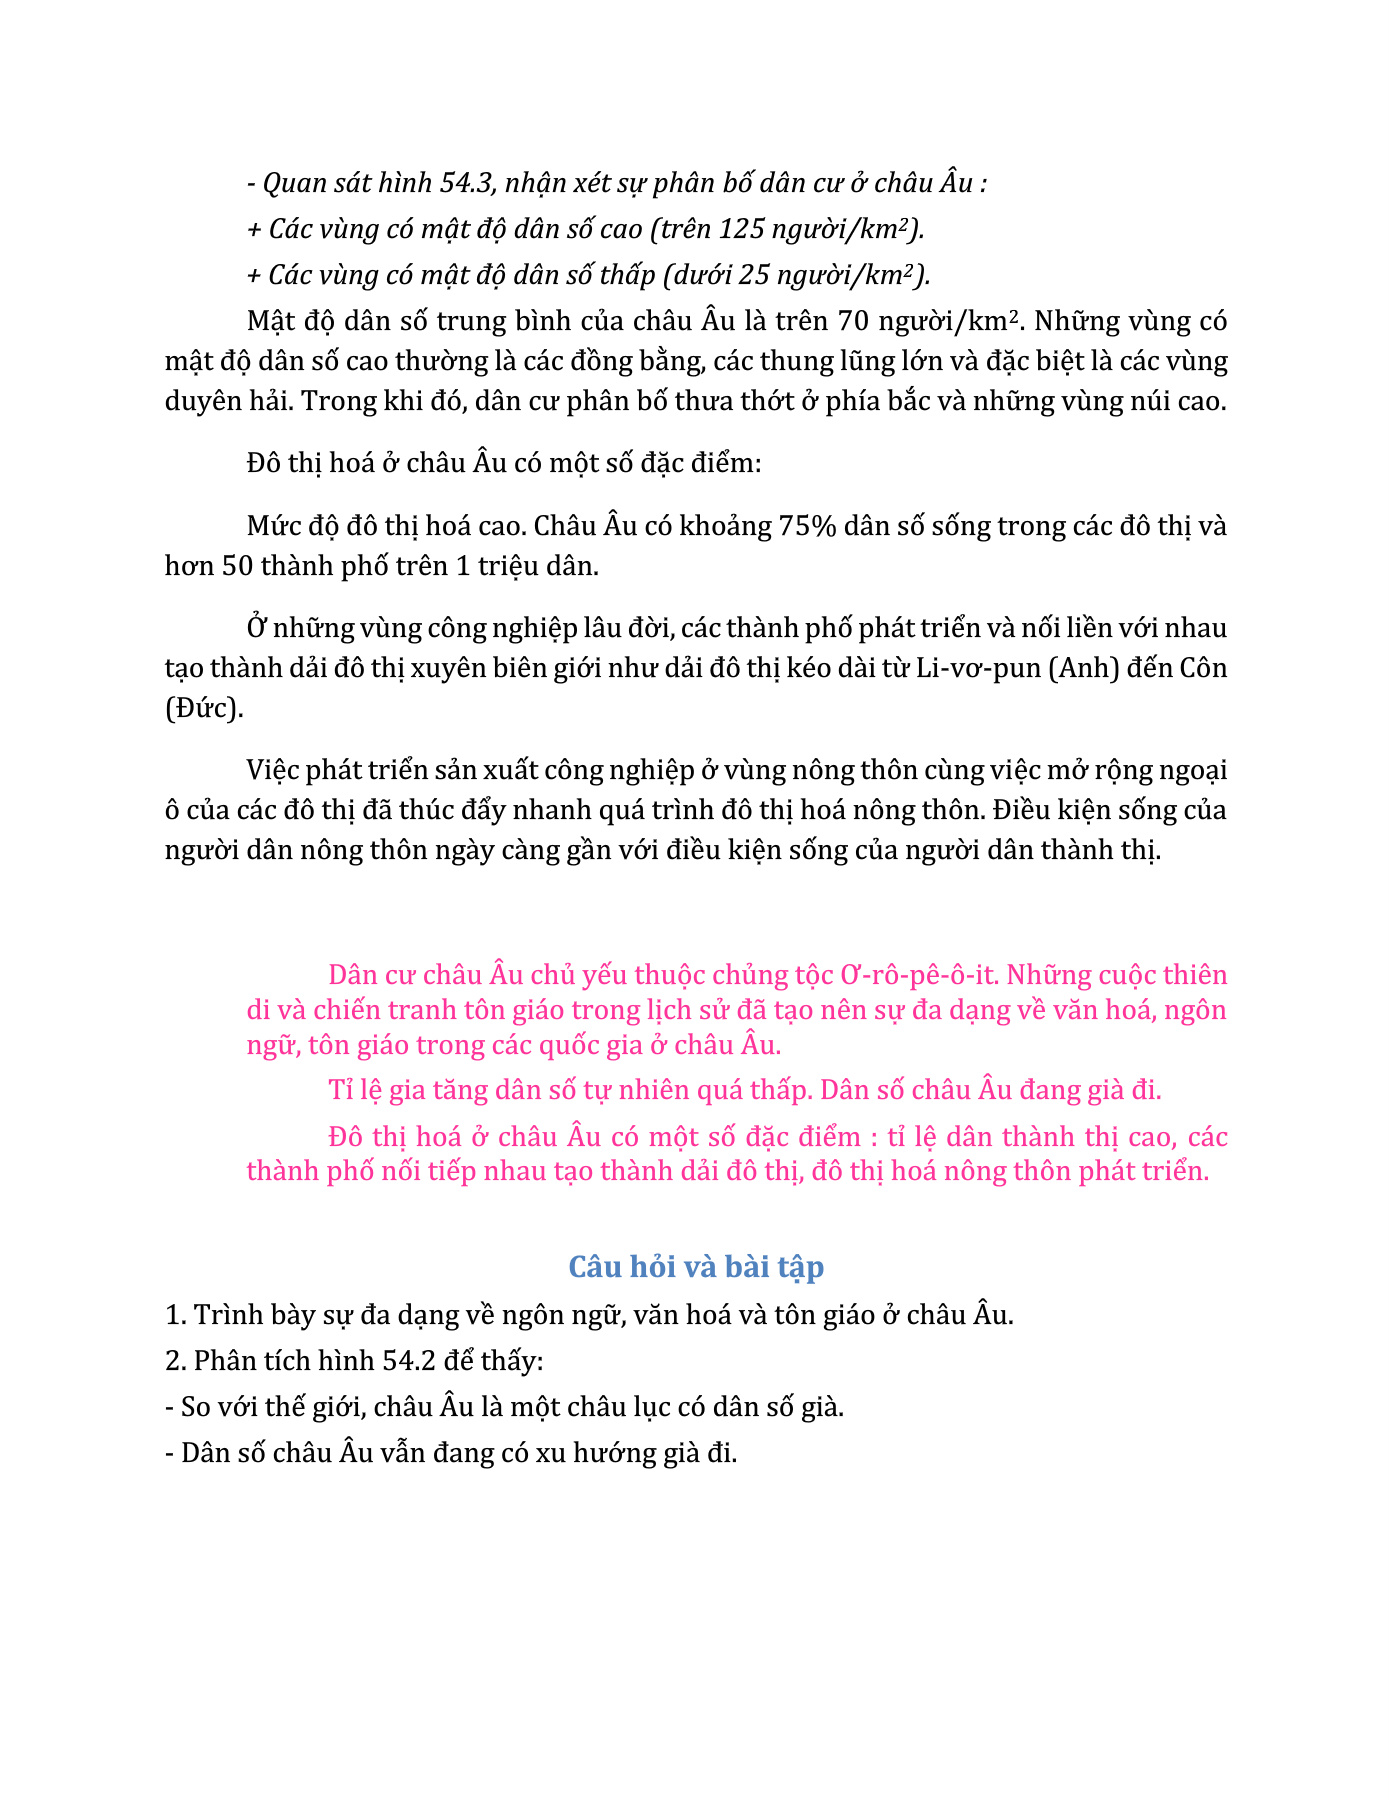 - Quan sát hình 54.3, nhận xét sự phân bố dân cư ở châu Âu :
+ Các vùng có mật độ dân số cao (trên 125 người/km²).
+ Các vùng có mật độ dân số thấp (dưới 25 người/km²).
Mật độ dân số trung bình của châu Âu là trên 70 người/km². Những vùng có
mật độ dân số cao thường là các đồng bằng, các thung lũng lớn và đặc biệt là các vùng
duyên hải. Trong khi đó, dân cư phân bố thưa thớt ở phía bắc và những vùng núi cao.
Đô thị hoá ở châu Âu có một số đặc điểm:
Mức độ đô thị hoá cao. Châu Âu có khoảng 75% dân số sống trong các đô thị và
hơn 50 thành phố trên 1 triệu dân.
Ở những vùng công nghiệp lâu đời, các thành phố phát triển và nối liền với nhau
tạo thành dải đô thị xuyên biên giới như dải đô thị kéo dài từ Li-vơ-pun (Anh) đến Côn
(Đức).
Việc phát triển sản xuất công nghiệp ở vùng nông thôn cùng việc mở rộng ngoại
ô của các đô thị đã thúc đẩy nhanh quá trình đô thị hoá nông thôn. Điều kiện sống của
người dân nông thôn ngày càng gần với điều kiện sống của người dân thành thị.
Dân cư châu Âu chủ yếu thuộc chủng tộc Ơ-rô-pê-ô-it. Những cuộc thiên
di và chiến tranh tôn giáo trong lịch sử đã tạo nên sự đa dạng về văn hoá, ngôn
ngữ, tôn giáo trong các quốc gia ở châu Âu.
Tỉ lệ gia tăng dân số tự nhiên quá thấp. Dân số châu Âu đang già đi.
Đô thị hoá ở châu Âu có một số đặc điểm : tỉ lệ dân thành thị cao, các
thành phố nối tiếp nhau tạo thành dải đô thị, đô thị hoá nông thôn phát triển.
Câu hỏi và bài tập
1. Trình bày sự đa dạng về ngôn ngữ, văn hoá và tôn giáo ở châu Âu.
2. Phân tích hình 54.2 để thấy:
- So với thế giới, châu Âu là một châu lục có dân số già.
- Dân số châu Âu vẫn đang có xu hướng già đi.